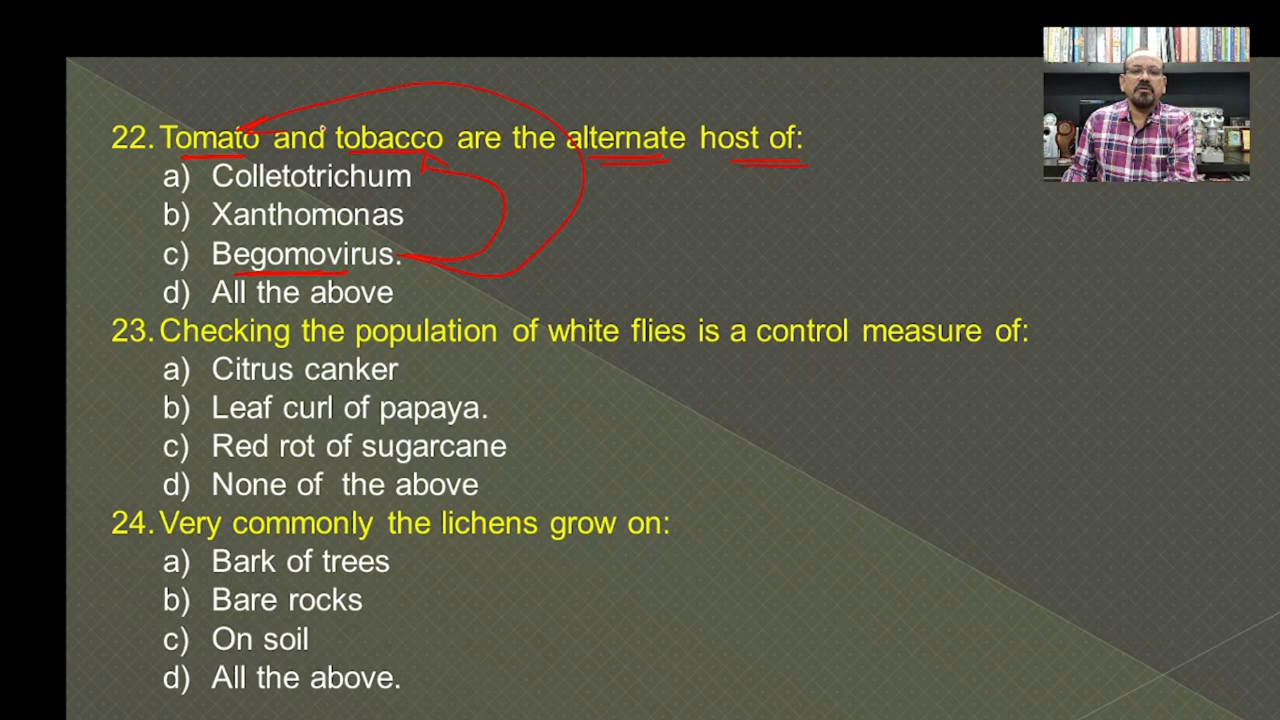 22. Tomato and tobacco are the alternate host of:
a) Colletotrichum
b) Xanthomonas
c) Begomovirus.
d) All the above
23. Checking the population of white flies is a control measure of:
a) Citrus canker
b) Leaf curl of papaya.
c) Red rot of sugarcane
d) None of the above
24. Very commonly the lichens grow on:
a) Bark of trees
b) Bare rocks
c) On soil
d) All the above.